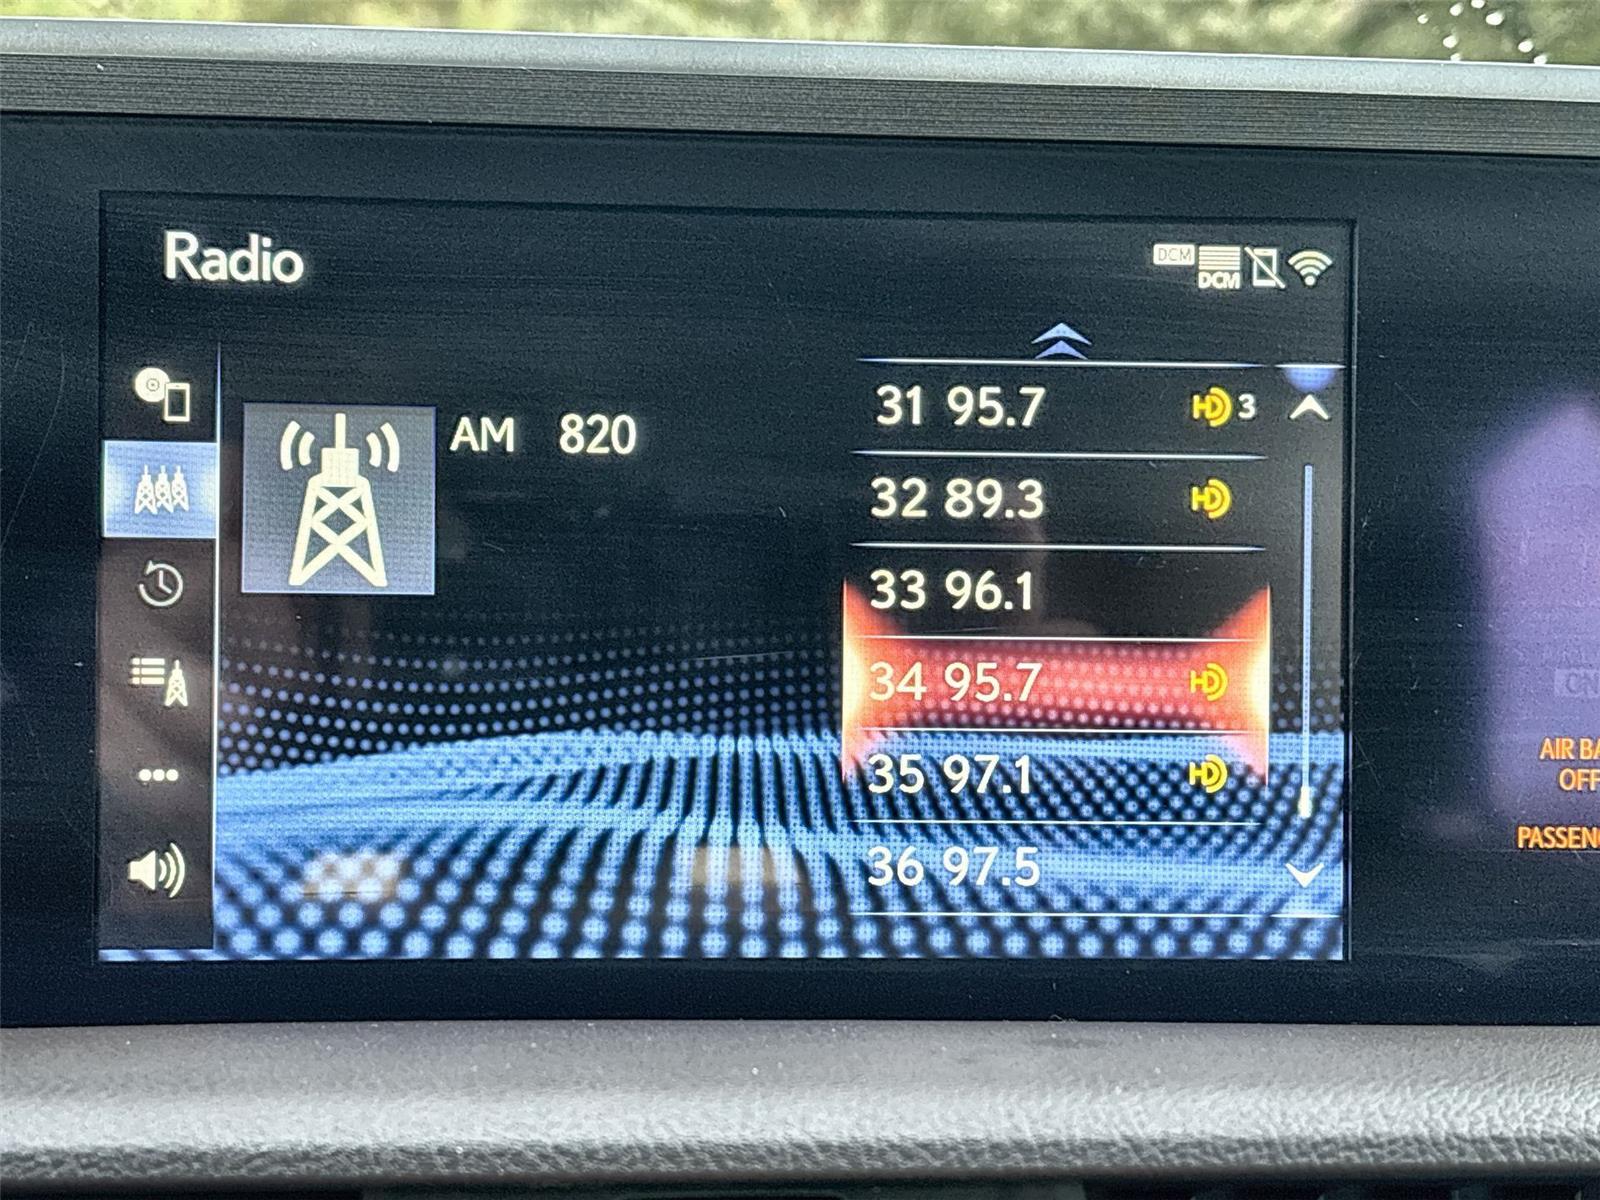 Radio
DCM
DCM
AM 820
31 95.7 HD 3
32 89.3 HD
33 96.1
34 95.7 HD
35 97.1 HD
36 97.5
AIR BA
OFF
PASSENG